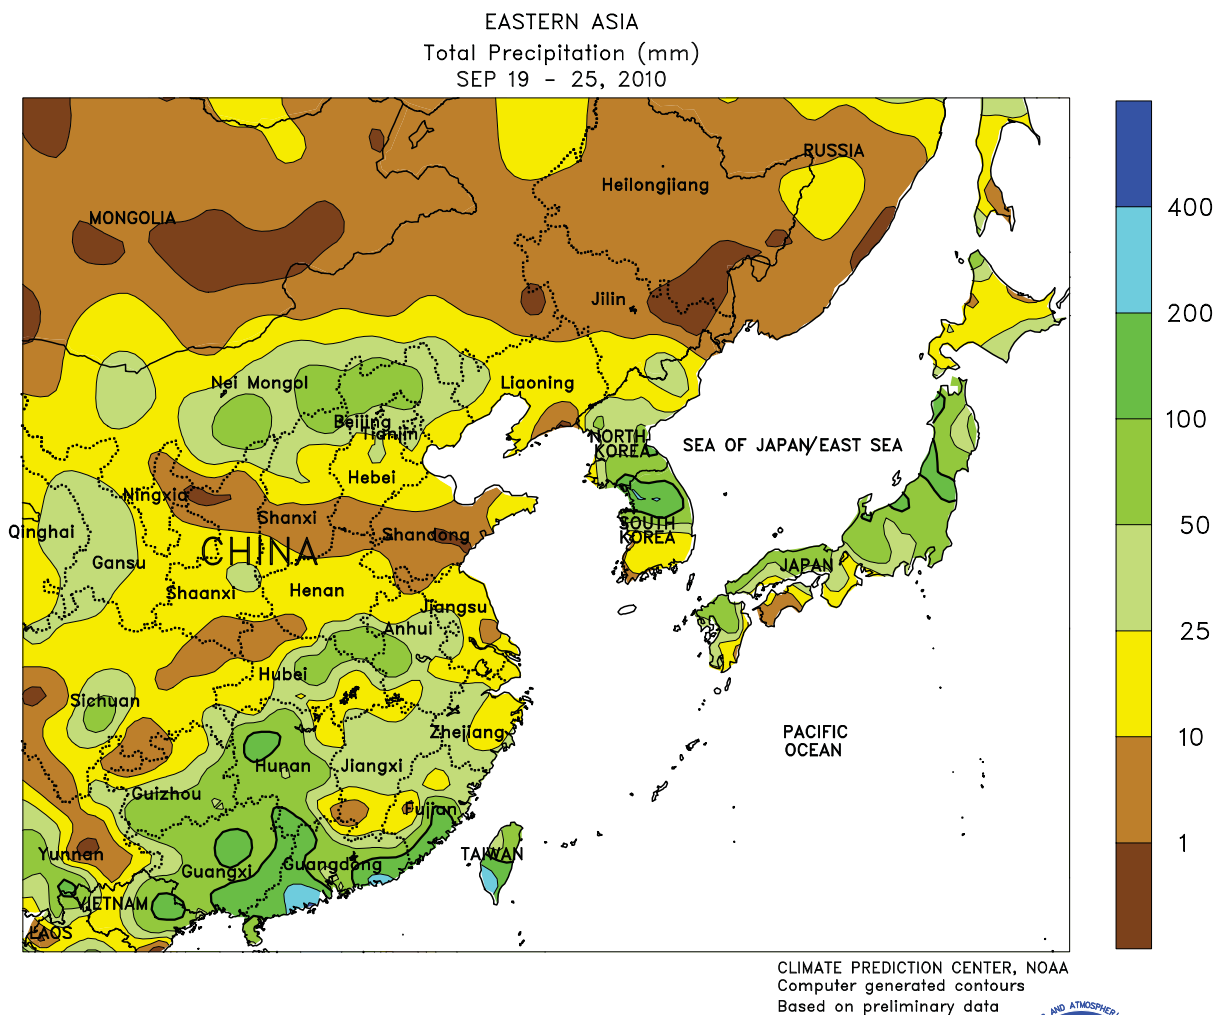 EASTERN ASIA
Total Precipitation (mm)
SEP 19 - 25, 2010
RUSSIA
Heilongjiang
MONGOLIA
400
Jilin
200
Nei Mongol
Liaoning
100
Beijing
Tianjin
NORTH
KOREA
SEA OF JAPAN/EAST SEA
Hebei
Ningxia
Shanxi
50
Qinghai
Shandong
SOUTH
KOREA
CHINA
Gansu
JAPAN
Shaanxi
Henan
Jiangsu
Anhui
25
Hubei
Sichuan
Zhejiang
PACIFIC
OCEAN
10
Hunan
Jiangxi
Guizhou
Fujian
1
Yunnan
TAIWAN
Guangxi
Guangdong
VIETNAM
LAOS
CLIMATE PREDICTION CENTER, NOAA
Computer generated contours
Based on preliminary data
AND ATMOSPHERI